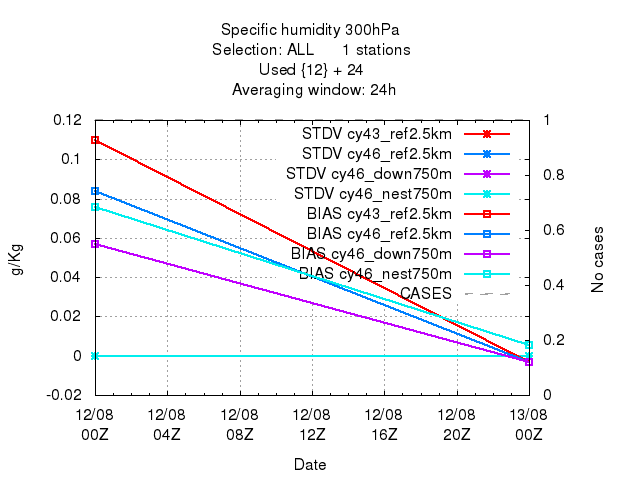 Specific humidity 300hPa
Selection: ALL 1 stations
Used {12} + 24
Averaging window: 24h
0.12
0.1
0.08
0.06
0.04
0.02
0
-0.02
g/Kg
1
0.8
0.6
0.4
0.2
0
No cases
STDV cy43_ref2.5km
STDV cy46_ref2.5km
STDV cy46_down750m
STDV cy46_nest750m
BIAS cy43_ref2.5km
BIAS cy46_ref2.5km
BIAS cy46_down750m
BIAS cy46_nest750m
CASES
12/08 12/08 12/08 12/08 12/08 12/08 13/08
00Z 04Z 08Z 12Z 16Z 20Z 00Z
Date